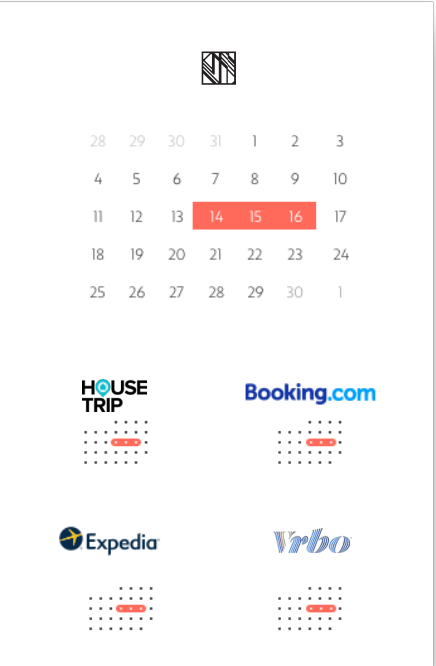 28 29 30 31 1 2 3
4 5 6 7 8 9 10
11 12 13 14 15 16 17
18 19 20 21 22 23 24
25 26 27 28 29 30 1
HOUSE
TRIP
Booking.com
Expedia
Vrbo